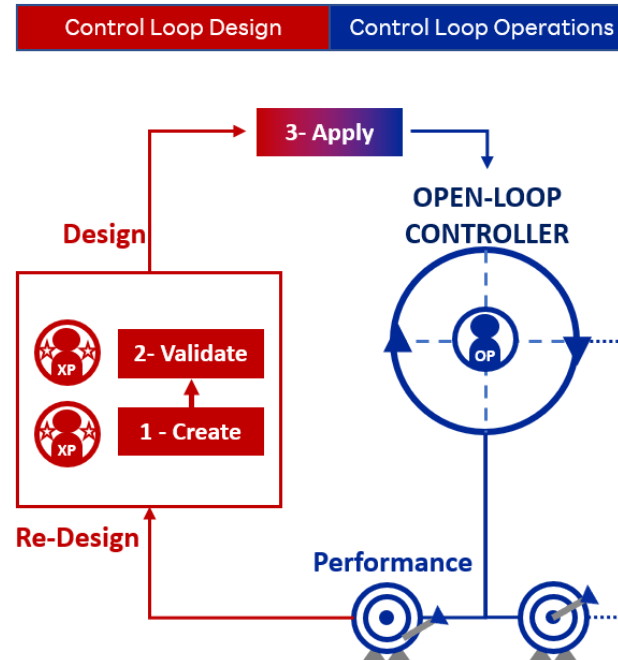 Control Loop Design
Control Loop Operations
3- Apply
OPEN-LOOP
CONTROLLER
Design
XP
2- Validate
OP
XP
1 - Create
Re-Design
Performance